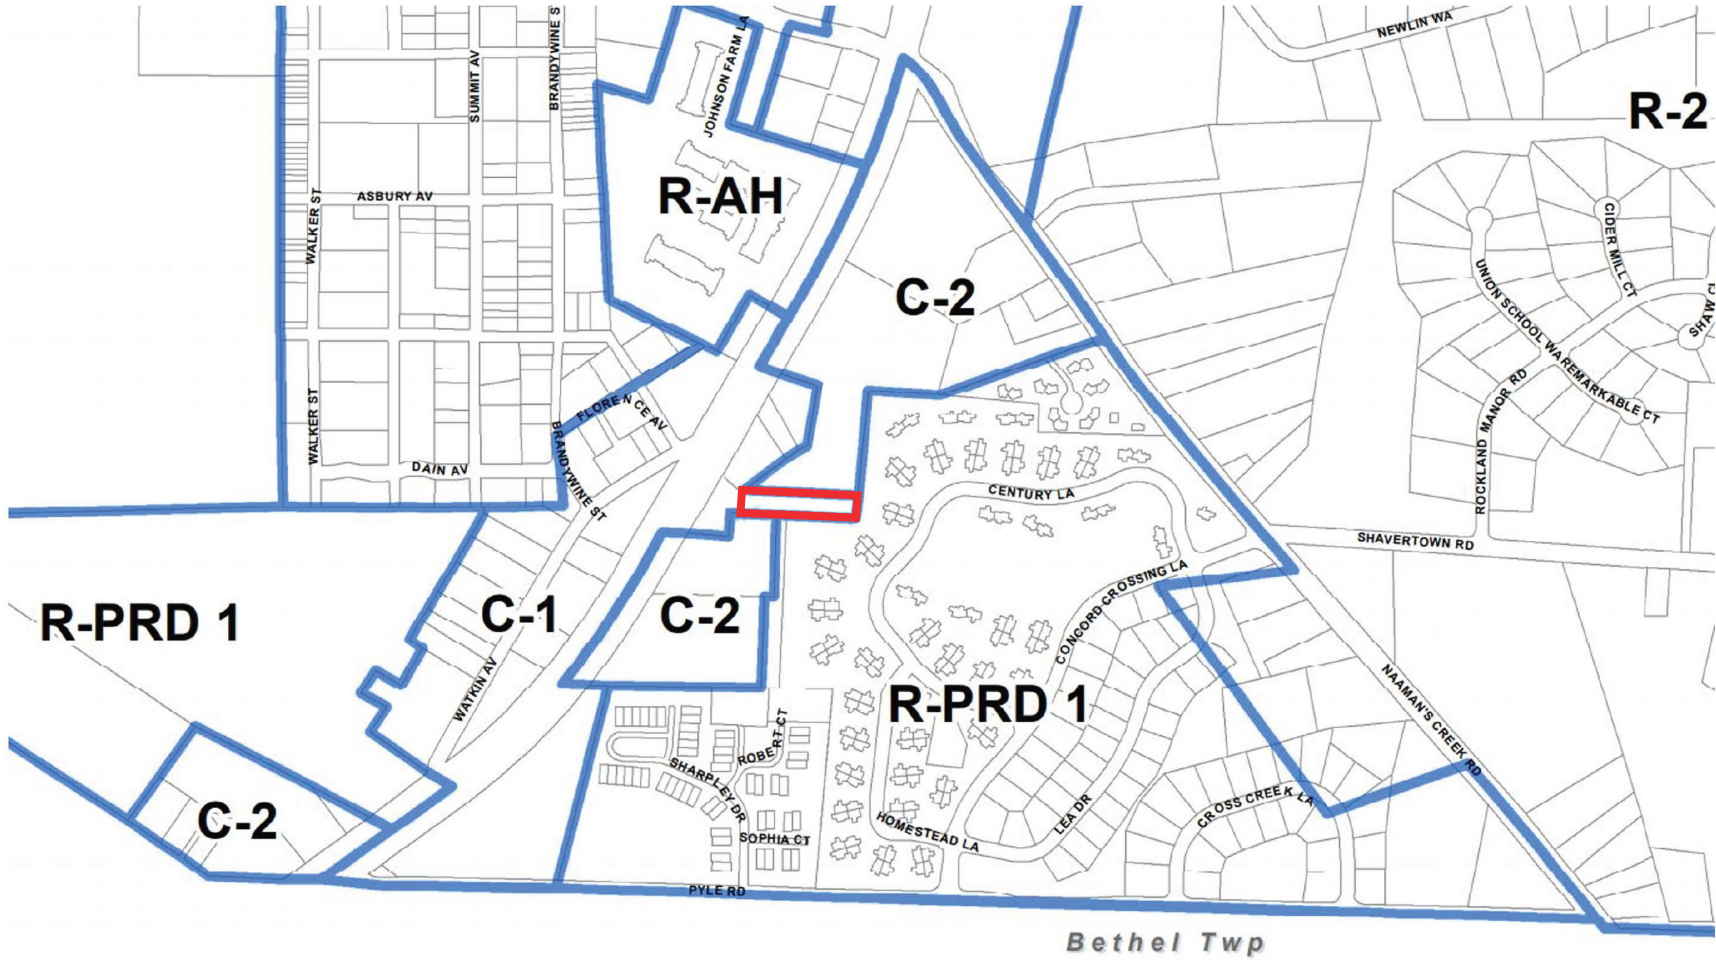 NEWLIN WA
BRANDYWINE S
SUMMIT AV
JOHNSON FARM LA
R-2
WALKER ST
ASBURY AV
R-AH
CIDER MILL CT
C-2
UNION SCHOOL WA
REMARKABLE CT
SHAW C
WALKER ST
FLORENCE AV
ROCKLAND MANOR RD
DAIN AV
BRANDYWINE ST
CENTURY LA
SHAVERTOWN RD
CONCORD CROSSING LA
R-PRD 1
C-1
C-2
WATKIN AV
R-PRD 1
NAAMAN'S CREEK RD
ROBERT CT
SHARPLEY DR
C-2
CROSS CREEK LA
LEA DR
HOMESTEAD LA
SOPHIA CT
PYLE RD
Bethel Twp